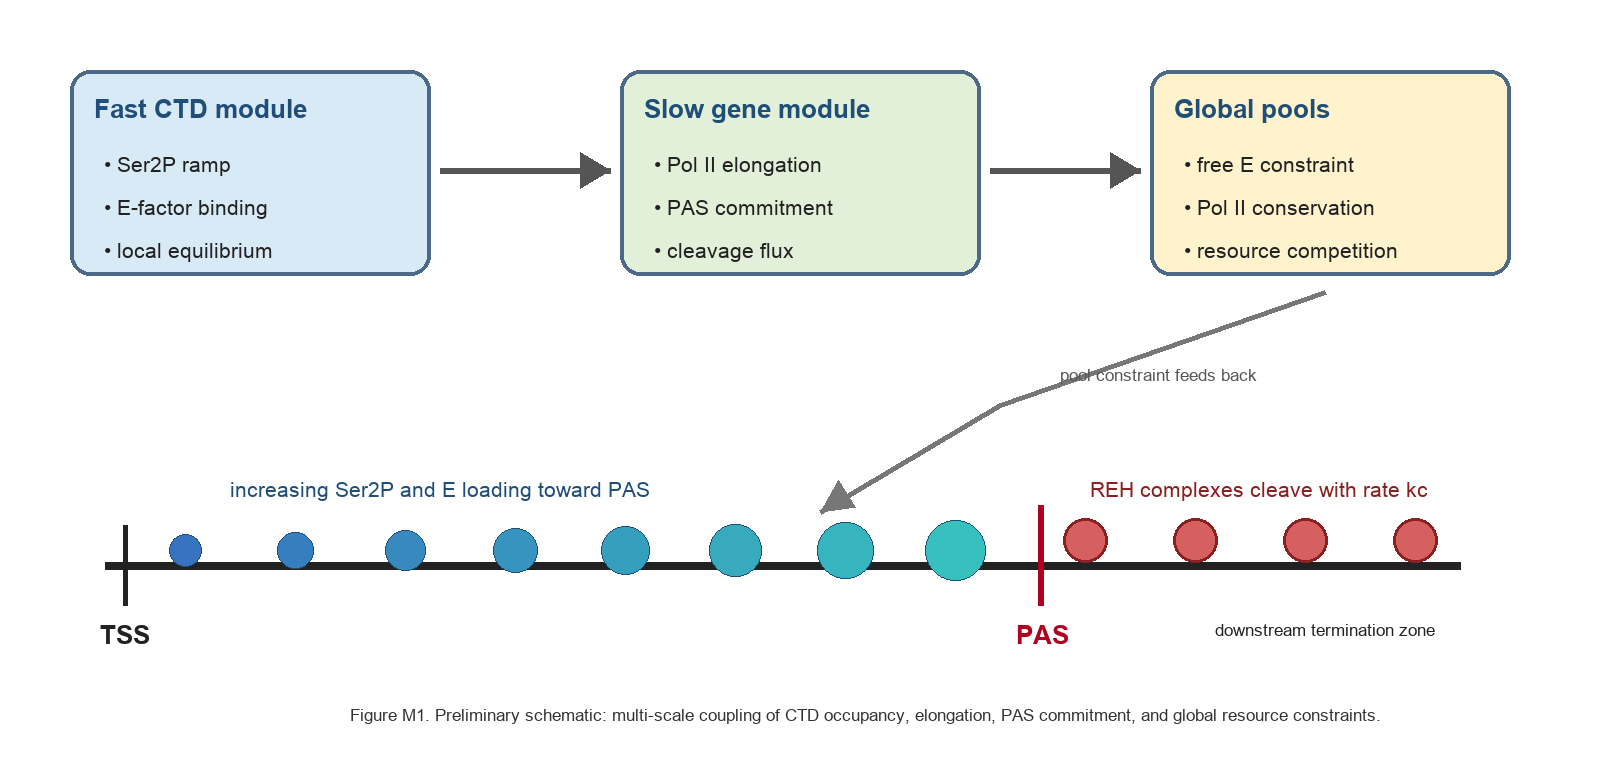 Fast CTD module
• Ser2P ramp
• E-factor binding
• local equilibrium
Slow gene module
• Pol II elongation
• PAS commitment
• cleavage flux
Global pools
• free E constraint
• Pol II conservation
• resource competition
pool constraint feeds back
increasing Ser2P and E loading toward PAS
REH complexes cleave with rate kc
TSS
PAS
downstream termination zone
Figure M1. Preliminary schematic: multi-scale coupling of CTD occupancy, elongation, PAS commitment, and global resource constraints.